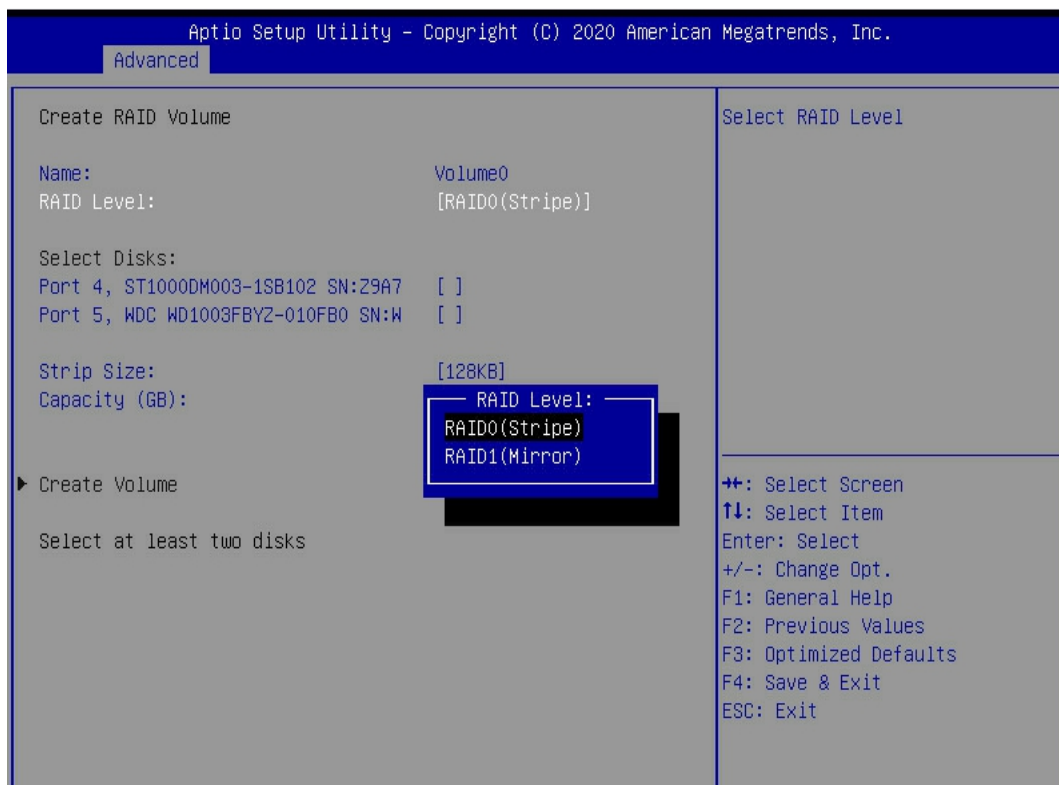 Aptio Setup Utility – Copyright (C) 2020 American Megatrends, Inc.
Advanced
Create RAID Volume
Name: Volume0
RAID Level: [RAID0(Stripe)]
Select Disks:
Port 4, ST1000DM003-1SB102 SN:Z9A7 [ ]
Port 5, WDC WD1003FBYZ-010FB0 SN:W [ ]
Strip Size: [128KB]
Capacity (GB):
RAID Level:
RAID0(Stripe)
RAID1(Mirror)
▶ Create Volume
Select at least two disks
Select RAID Level
→←: Select Screen
↑↓: Select Item
Enter: Select
+/-: Change Opt.
F1: General Help
F2: Previous Values
F3: Optimized Defaults
F4: Save & Exit
ESC: Exit